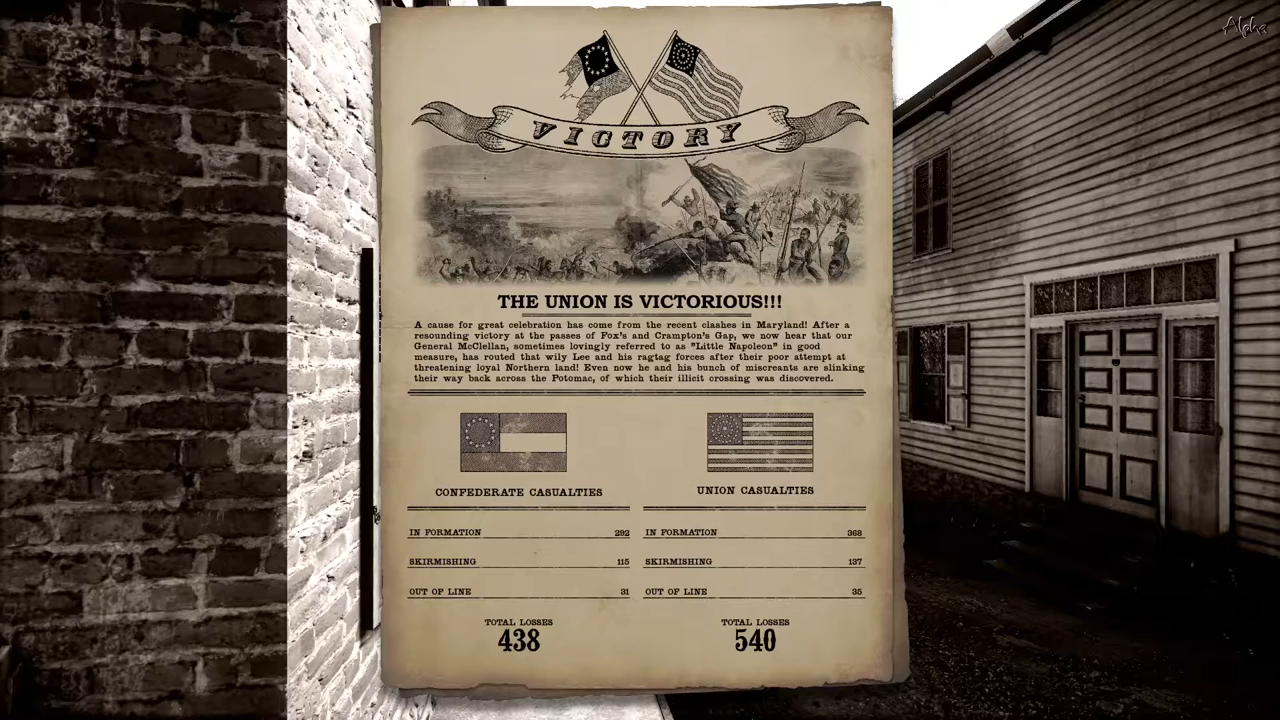 Alpha
VICTORY
THE UNION IS VICTORIOUS!!!
A cause for great celebration has come from the recent clashes in Maryland! After a
resounding victory at the passes of Fox's and Crampton's Gap, we now hear that our
General McClellan, sometimes lovingly referred to as "Little Napoleon" in good
measure, has routed that wily Lee and his ragtag forces after their poor attempt at
threatening loyal Northern land! Even now he and his bunch of miscreants are slinking
their way back across the Potomac, of which their illicit crossing was discovered.
CONFEDERATE CASUALTIES
IN FORMATION 292
SKIRMISHING 115
OUT OF LINE 31
TOTAL LOSSES
438
UNION CASUALTIES
IN FORMATION 368
SKIRMISHING 137
OUT OF LINE 35
TOTAL LOSSES
540